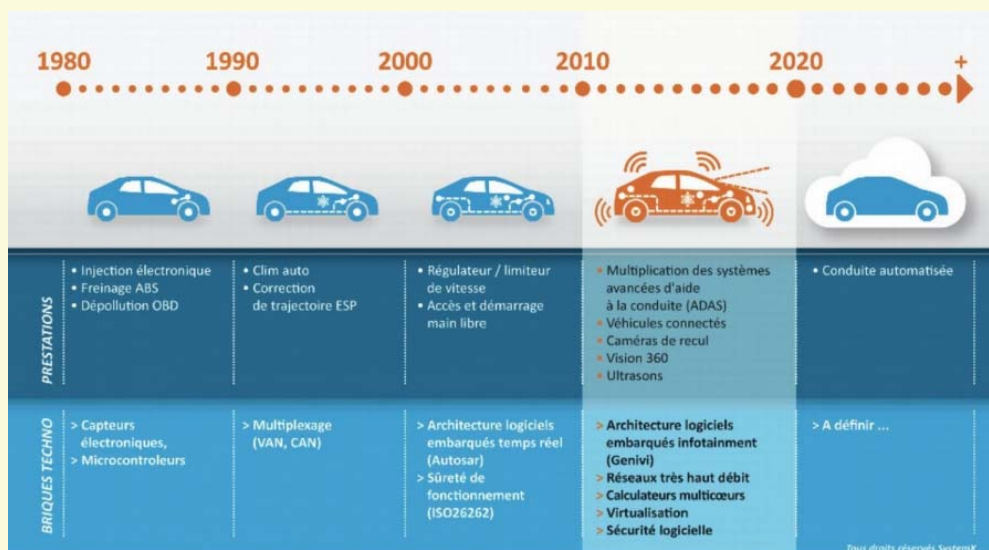 1980
1990
2000
2010
2020
+
PRESTATIONS
• Injection électronique
• Freinage ABS
• Dépollution OBD
• Clim auto
• Correction
de trajectoire ESP
• Régulateur / limiteur
de vitesse
• Accès et démarrage
main libre
• Multiplication des systèmes
avancées d'aide
à la conduite (ADAS)
• Véhicules connectés
• Caméras de recul
• Vision 360
• Ultrasons
• Conduite automatisée
BRIQUES TECHNO
> Capteurs
électroniques,
> Microcontroleurs
> Multiplexage
(VAN, CAN)
> Architecture logiciels
embarqués temps réel
(Autosar)
> Sûreté de
fonctionnement
(ISO26262)
> Architecture logiciels
embarqués infotainment
(Genivi)
> Réseaux très haut débit
> Calculateurs multicœurs
> Virtualisation
> Sécurité logicielle
> A définir ...
Tous droits réservés SystemX